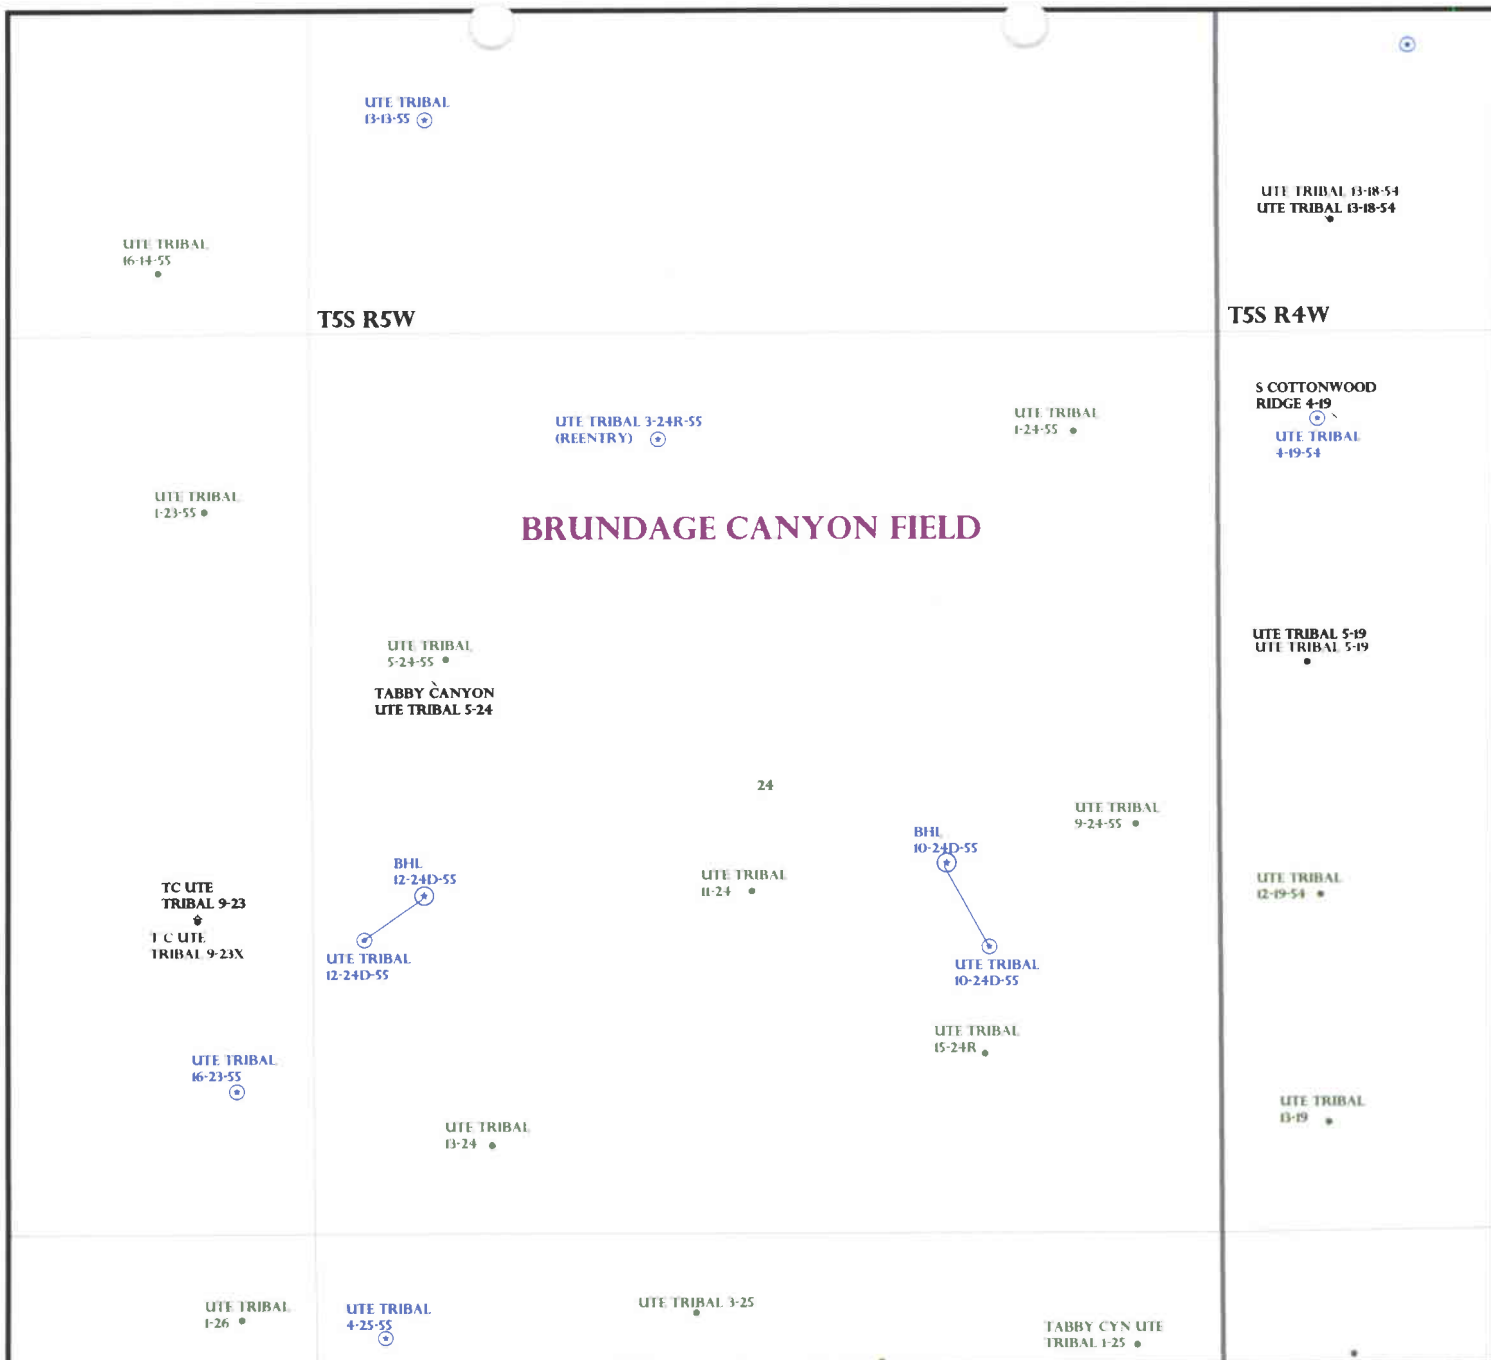 UTE TRIBAL
13-13-55
UTE TRIBAL 13-18-54
UTE TRIBAL 13-18-54
UTE TRIBAL
16-14-55
T5S R5W
T5S R4W
S COTTONWOOD
RIDGE 4-19
UTE TRIBAL
4-19-54
UTE TRIBAL 3-24R-55
(REENTRY)
UTE TRIBAL
1-24-55
UTE TRIBAL
1-23-55
BRUNDAGE CANYON FIELD
UTE TRIBAL 5-19
UTE TRIBAL 5-19
UTE TRIBAL
5-24-55
TABBY CANYON
UTE TRIBAL 5-24
24
UTE TRIBAL
9-24-55
BHL
10-24D-55
BHL
12-24D-55
UTE TRIBAL
11-24
UTE TRIBAL
12-19-54
TC UTE
TRIBAL 9-23
T C UTE
TRIBAL 9-23X
UTE TRIBAL
12-24D-55
UTE TRIBAL
10-24D-55
UTE TRIBAL
15-24R
UTE TRIBAL
16-23-55
UTE TRIBAL
13-19
UTE TRIBAL
13-24
UTE TRIBAL
1-26
UTE TRIBAL
4-25-55
UTE TRIBAL 3-25
TABBY CYN UTE
TRIBAL 1-25